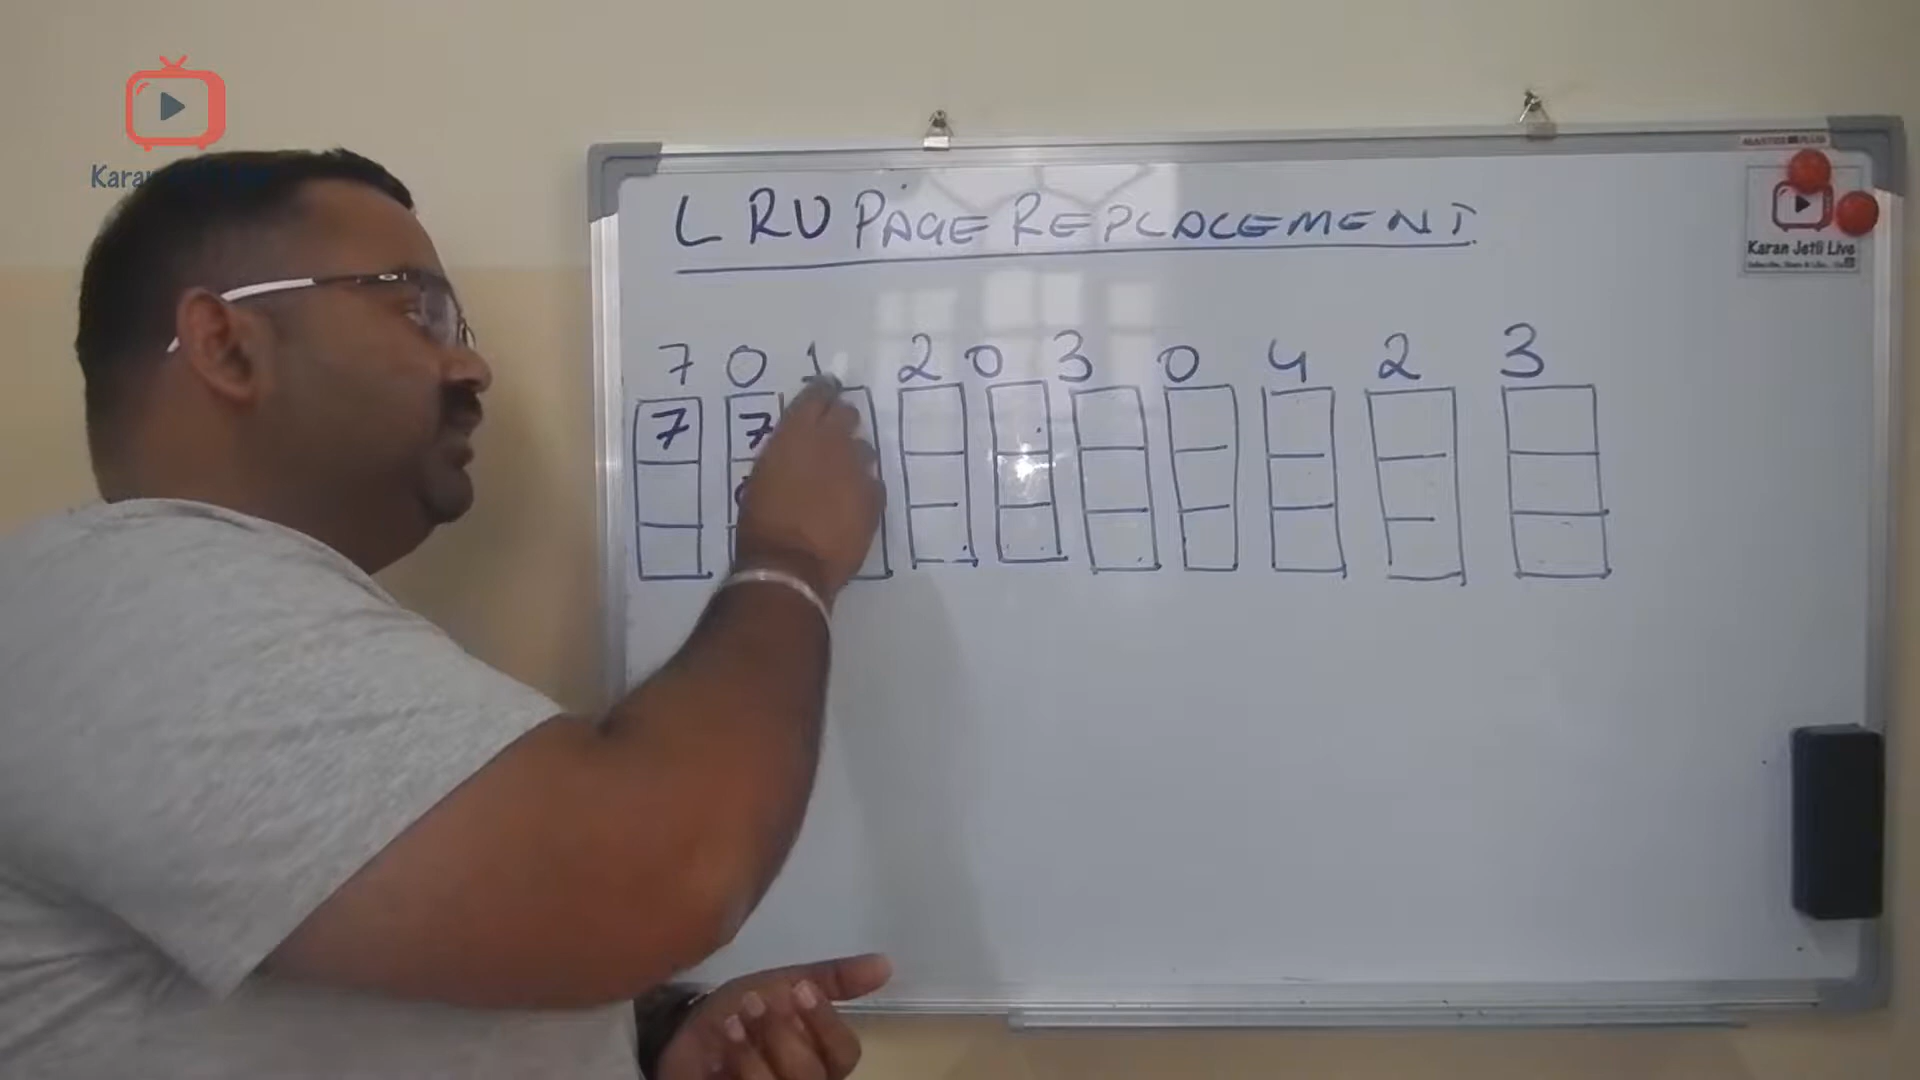 LRU PAGE REPLACEMENT
7 0 1 2 0 3 0 4 2 3
7 7
Karan Jetli Live